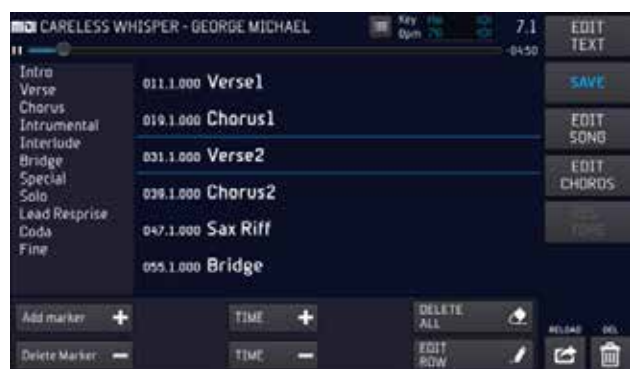 MIDI CARELESS WHISPER - GEORGE MICHAEL
Key
Bpm
7.1
-04:50
EDIT
TEXT
SAVE
EDIT
SONG
EDIT
CHORDS
Intro
Verse
Chorus
Intrumental
Interlude
Bridge
Special
Solo
Lead Resprise
Coda
Fine
011.1.000 Verse1
019.1.000 Chorus1
031.1.000 Verse2
039.1.000 Chorus2
047.1.000 Sax Riff
055.1.000 Bridge
Add marker +
TIME +
DELETE
ALL
Delete Marker -
TIME -
EDIT
ROW
RELOAD DEL